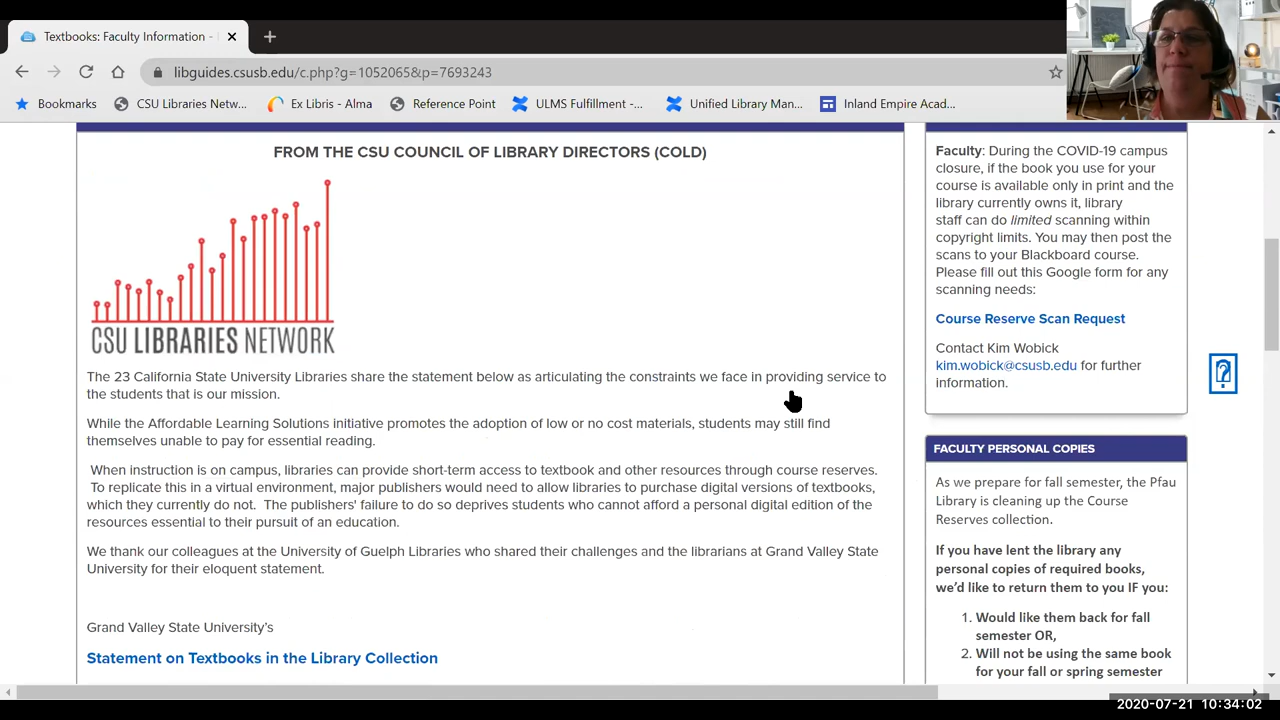 Textbooks: Faculty Information -
libguides.csusb.edu/c.php?g=1052065&p=7693243
Bookmarks
CSU Libraries Netw...
Ex Libris - Alma
Reference Point
ULMS Fulfillment -...
Unified Library Man...
Inland Empire Acad...
FROM THE CSU COUNCIL OF LIBRARY DIRECTORS (COLD)
CSU LIBRARIES NETWORK
The 23 California State University Libraries share the statement below as articulating the constraints we face in providing service to
the students that is our mission.
While the Affordable Learning Solutions initiative promotes the adoption of low or no cost materials, students may still find
themselves unable to pay for essential reading.
When instruction is on campus, libraries can provide short-term access to textbook and other resources through course reserves.
To replicate this in a virtual environment, major publishers would need to allow libraries to purchase digital versions of textbooks,
which they currently do not.  The publishers' failure to do so deprives students who cannot afford a personal digital edition of the
resources essential to their pursuit of an education.
We thank our colleagues at the University of Guelph Libraries who shared their challenges and the librarians at Grand Valley State
University for their eloquent statement.
Grand Valley State University's
Statement on Textbooks in the Library Collection
Faculty: During the COVID-19 campus
closure, if the book you use for your
course is available only in print and the
library currently owns it, library
staff can do limited scanning within
copyright limits. You may then post the
scans to your Blackboard course.
Please fill out this Google form for any
scanning needs:
Course Reserve Scan Request
Contact Kim Wobick
kim.wobick@csusb.edu for further
information.
FACULTY PERSONAL COPIES
As we prepare for fall semester, the Pfau
Library is cleaning up the Course
Reserves collection.
If you have lent the library any
personal copies of required books,
we'd like to return them to you IF you:
1. Would like them back for fall
semester OR,
2. Will not be using the same book
for your fall or spring semester
2020-07-21 10:34:02